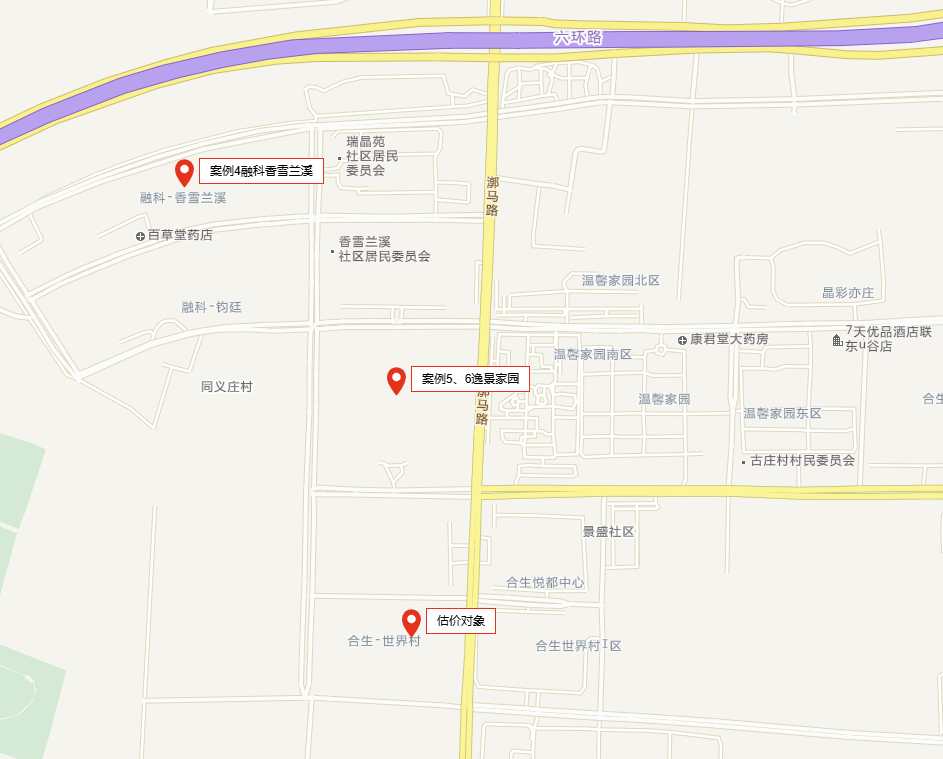 六环路
瑞晶苑
社区居民
委员会
案例4融科香雪兰溪
融科-香雪兰溪
漷
马
路
百草堂药店
香雪兰溪
社区居民委员会
温馨家园北区
晶彩亦庄
融科-钧廷
7天优品酒店联
东u谷店
康君堂大药房
温馨家园南区
同义庄村
案例5、6逸景家园
漷
马
路
温馨家园
合生
温馨家园东区
古庄村村民委员会
景盛社区
合生悦都中心
估价对象
合生-世界村
合生世界村I区